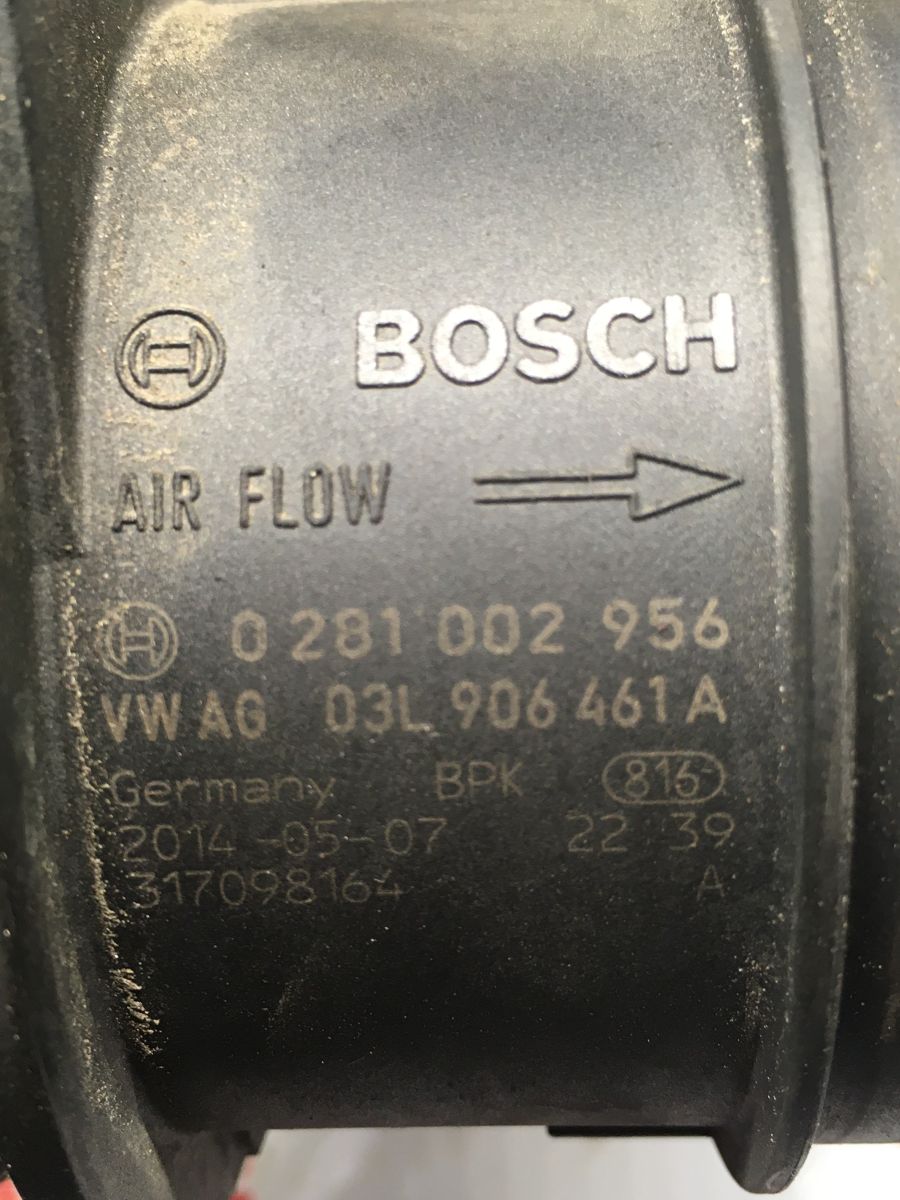 BOSCH
AIR FLOW
0 281 002 956
VW AG 03L 906 461 A
Germany BPK 816
2014-05-07 22 39
317098164 A